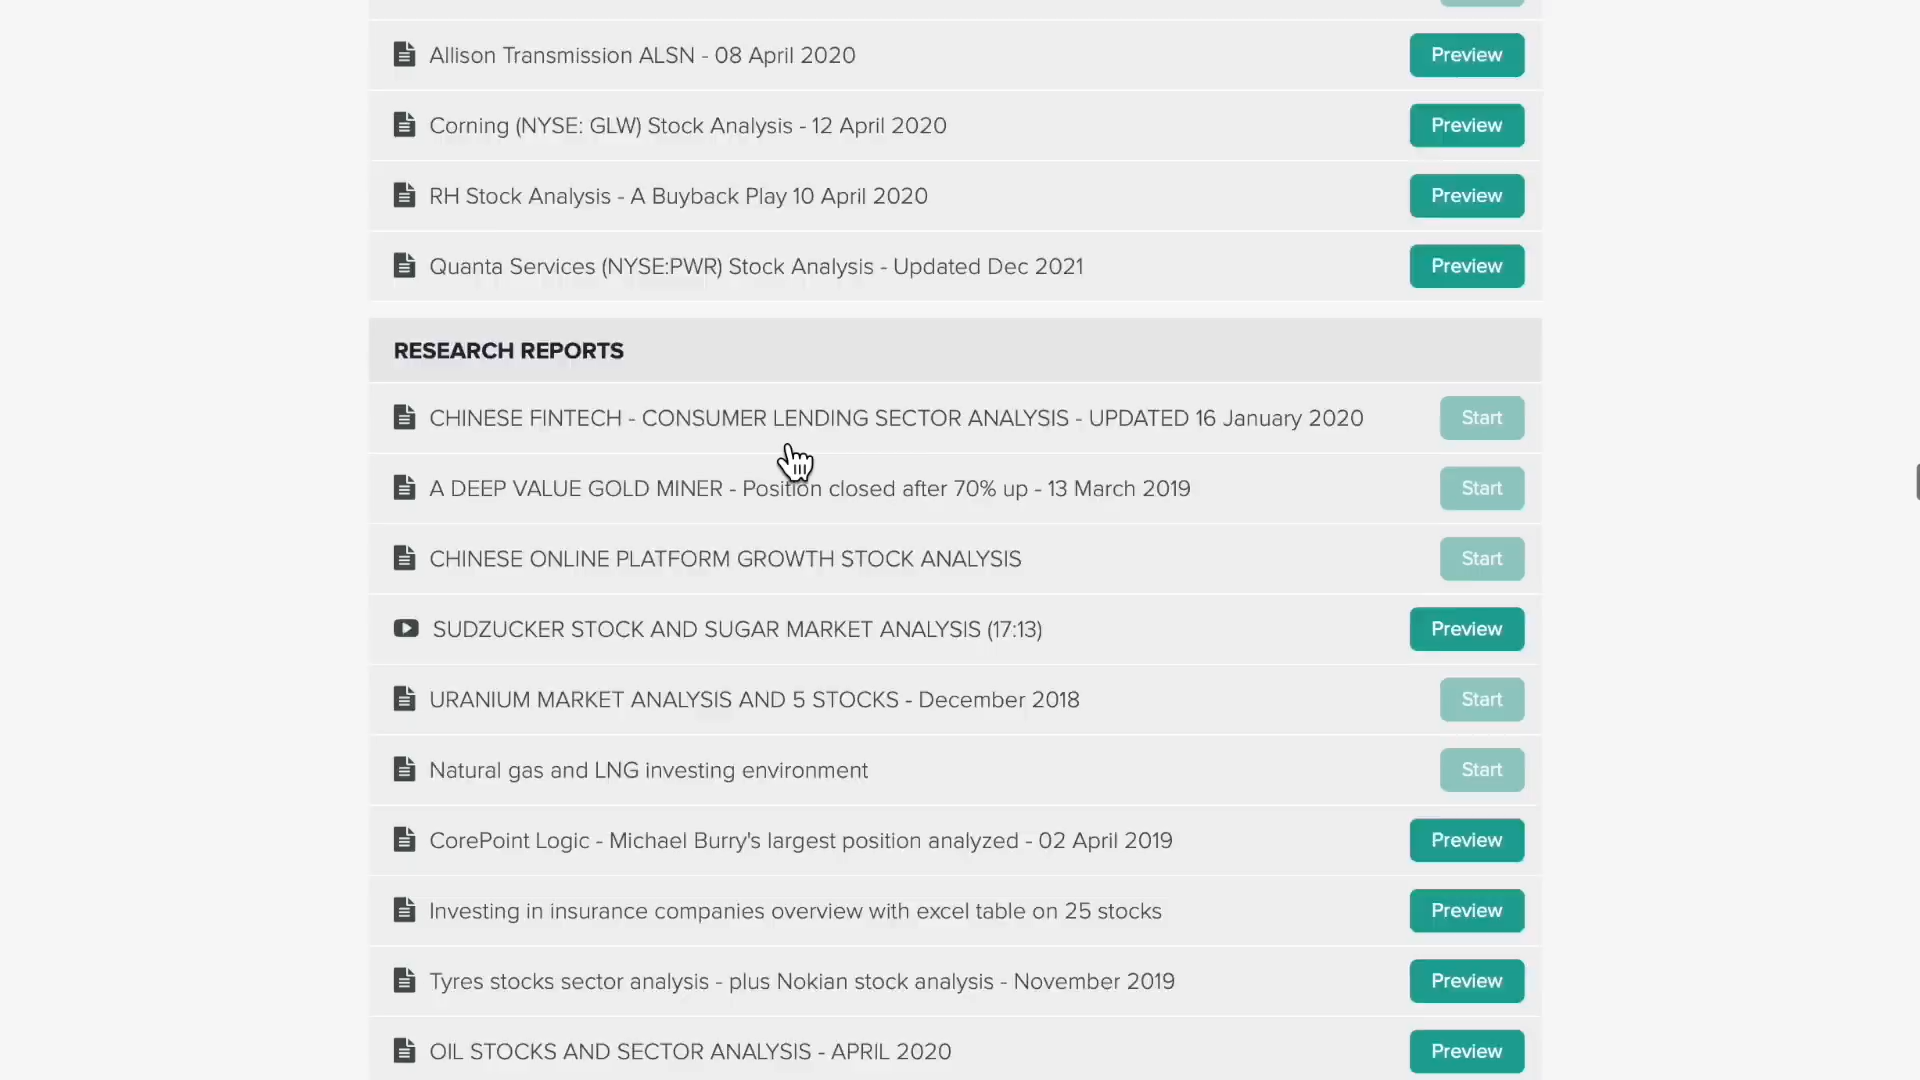 Allison Transmission ALSN - 08 April 2020 Preview
Corning (NYSE: GLW) Stock Analysis - 12 April 2020 Preview
RH Stock Analysis - A Buyback Play 10 April 2020 Preview
Quanta Services (NYSE:PWR) Stock Analysis - Updated Dec 2021 Preview
RESEARCH REPORTS
CHINESE FINTECH - CONSUMER LENDING SECTOR ANALYSIS - UPDATED 16 January 2020 Start
A DEEP VALUE GOLD MINER - Position closed after 70% up - 13 March 2019 Start
CHINESE ONLINE PLATFORM GROWTH STOCK ANALYSIS Start
SUDZUCKER STOCK AND SUGAR MARKET ANALYSIS (17:13) Preview
URANIUM MARKET ANALYSIS AND 5 STOCKS - December 2018 Start
Natural gas and LNG investing environment Start
CorePoint Logic - Michael Burry's largest position analyzed - 02 April 2019 Preview
Investing in insurance companies overview with excel table on 25 stocks Preview
Tyres stocks sector analysis - plus Nokian stock analysis - November 2019 Preview
OIL STOCKS AND SECTOR ANALYSIS - APRIL 2020 Preview